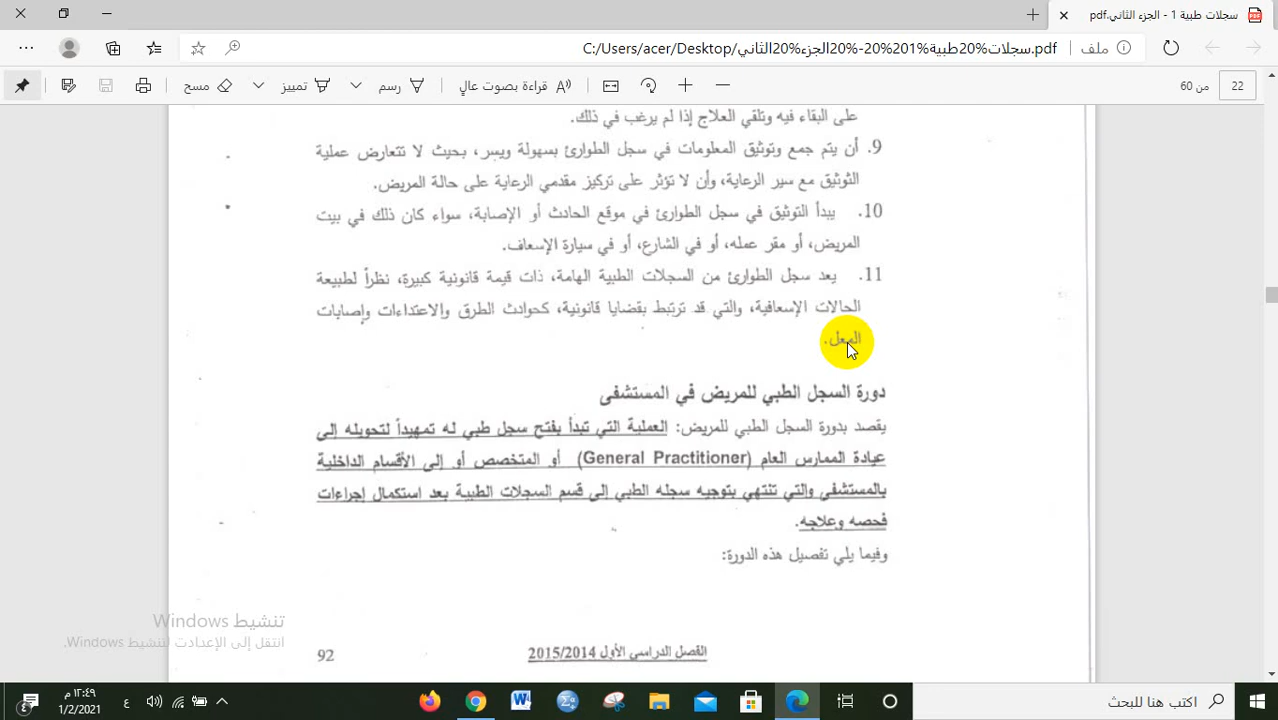 سجلات طبية 1 - الجزء الثاني.pdf
ملف
C:/Users/acer/Desktop/سجلات%20طبية%201%20-%20الجزء%20الثاني.pdf
22
من 60
قراءة بصوت عالٍ
رسم
تمييز
مسح
على البقاء فيه وتلقي العلاج إذا لم يرغب في ذلك.
9. أن يتم جمع وتوثيق المعلومات في سجل الطوارئ بسهولة ويسر، بحيث لا تتعارض عملية
التوثيق مع سير الرعاية، وأن لا تؤثر على تركيز مقدمي الرعاية على حالة المريض.
10. يبدأ التوثيق في سجل الطوارئ في موقع الحادث أو الإصابة، سواء كان ذلك في بيت
المريض، أو مقر عمله، أو في الشارع، أو في سيارة الإسعاف.
11. يعد سجل الطوارئ من السجلات الطبية الهامة، ذات قيمة قانونية كبيرة، نظراً لطبيعة
الحالات الإسعافية، والتي قد ترتبط بقضايا قانونية، كحوادث الطرق والاعتداءات وإصابات
المعل.
دورة السجل الطبي للمريض في المستشفى
يقصد بدورة السجل الطبي للمريض: العملية التي تبدأ بفتح سجل طبي له تمهيداً لتحويله إلى
عيادة الممارس العام (General Practitioner) أو المتخصص أو إلى الأقسام الداخلية
بالمستشفى والتي تنتهي بتوجيه سجله الطبي إلى قسم السجلات الطبية بعد استكمال إجراءات
فحصه وعلاجه.
وفيما يلي تفصيل هذه الدورة:
تنشيط Windows
انتقل إلى الإعدادت لتنشيط Windows.
الفصل الدراسي الأول 2015/2014
92
اكتب هنا للبحث
ع
١٢:٤٩ م
1/2/2021